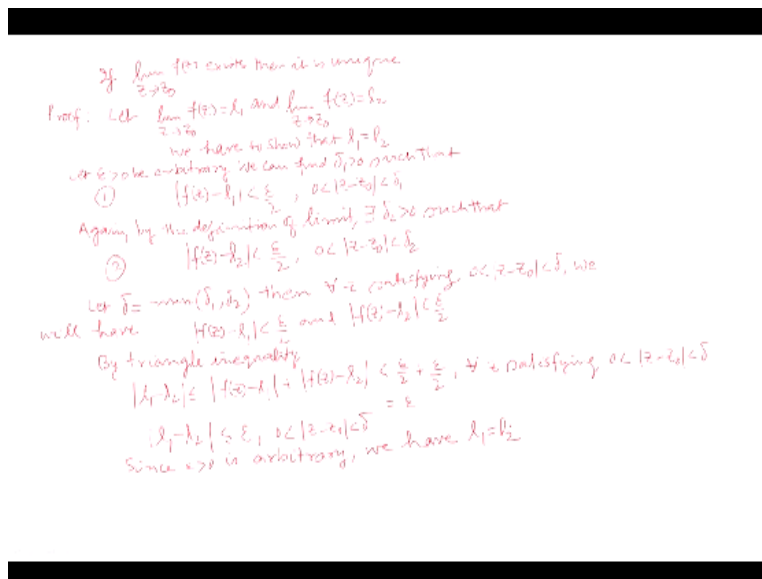 If lim f(z) exists then it is unique.
z→z₀
Proof: Let lim f(z)=l₁ and lim f(z)=l₂
z→z₀ z→z₀
we have to show that l₁=l₂
Let ε>0 be arbitrary we can find δ₁>0 such that
① |f(z)-l₁|< ε/2 , 0<|z-z₀|<δ₁
Again, by the definition of limit, ∃ δ₂>0 such that
② |f(z)-l₂|< ε/2 , 0<|z-z₀|<δ₂
Let δ= min(δ₁,δ₂) then ∀ z satisfying 0<|z-z₀|<δ, we
will have |f(z)-l₁|< ε/2 and |f(z)-l₂|< ε/2
By triangle inequality
|l₁-l₂|≤ |f(z)-l₁|+|f(z)-l₂| < ε/2 + ε/2 , ∀ z satisfying 0<|z-z₀|<δ
= ε
|l₁-l₂|≤ ε, 0<|z-z₀|<δ
Since ε>0 is arbitrary, we have l₁=l₂